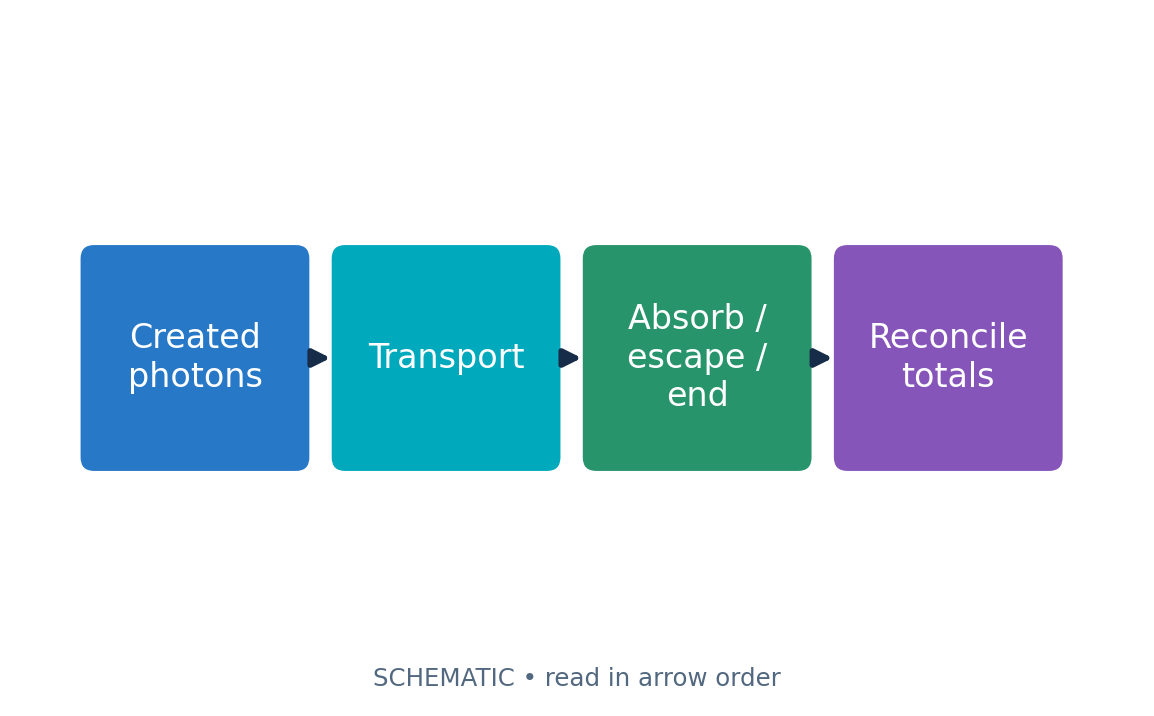 Created
photons
Transport
Absorb /
escape /
end
Reconcile
totals
SCHEMATIC • read in arrow order